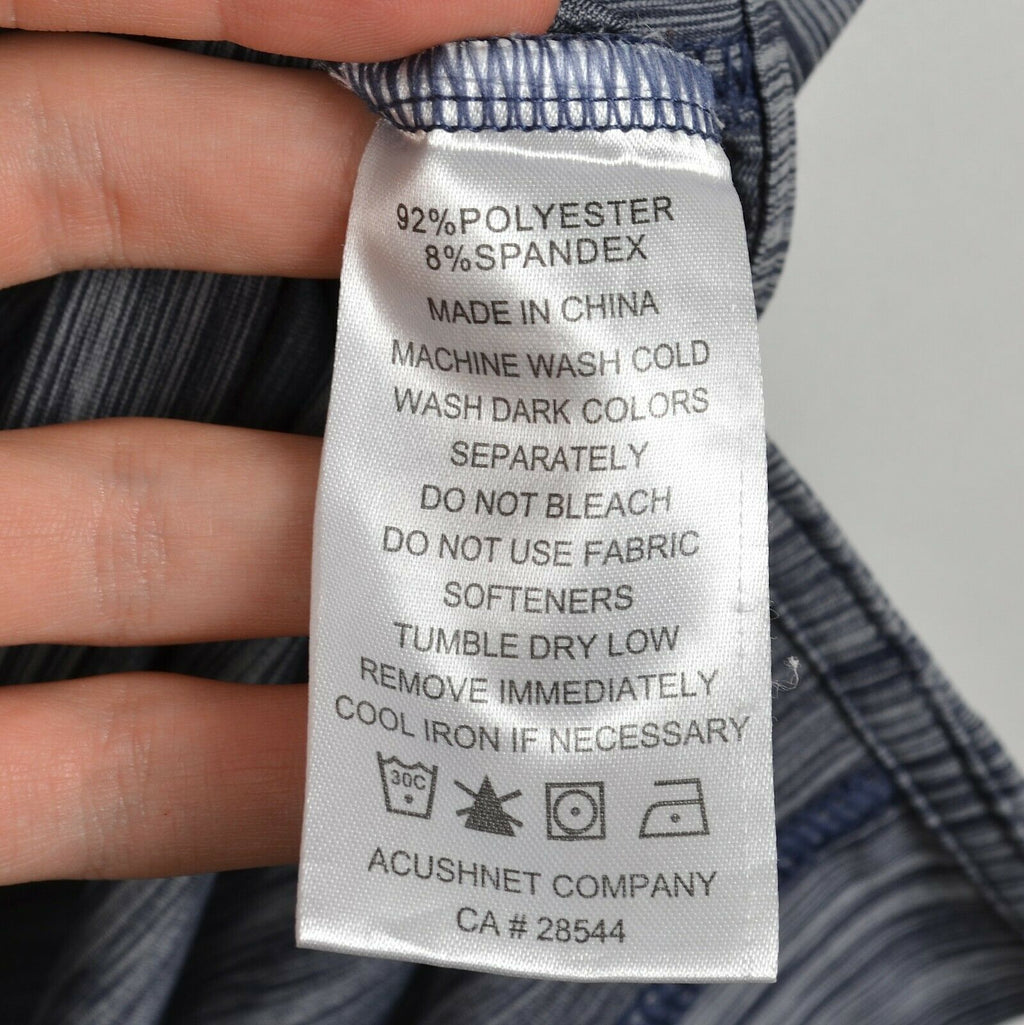 92%POLYESTER
8%SPANDEX
MADE IN CHINA
MACHINE WASH COLD
WASH DARK COLORS
SEPARATELY
DO NOT BLEACH
DO NOT USE FABRIC
SOFTENERS
TUMBLE DRY LOW
REMOVE IMMEDIATELY
COOL IRON IF NECESSARY
30C
ACUSHNET COMPANY
CA # 28544